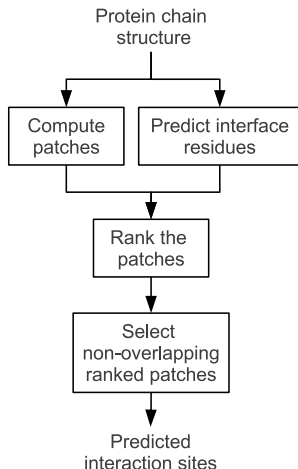 Protein chain
structure
Compute
patches
Predict interface
residues
Rank the
patches
Select
non-overlapping
ranked patches
Predicted
interaction sites